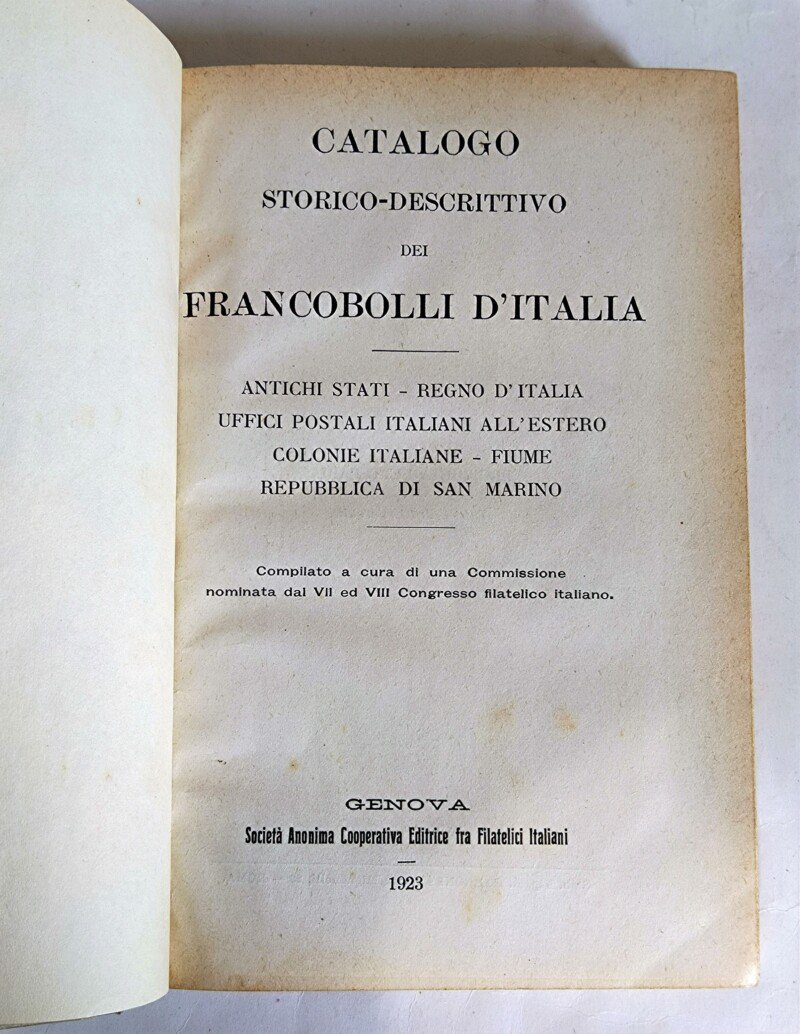 CATALOGO
STORICO-DESCRITTIVO
DEI
FRANCOBOLLI D'ITALIA
ANTICHI STATI - REGNO D'ITALIA
UFFICI POSTALI ITALIANI ALL'ESTERO
COLONIE ITALIANE - FIUME
REPUBBLICA DI SAN MARINO
Compilato a cura di una Commissione
nominata dal VII ed VIII Congresso filatelico italiano.
GENOVA
Società Anonima Cooperativa Editrice fra Filatelici Italiani
1923